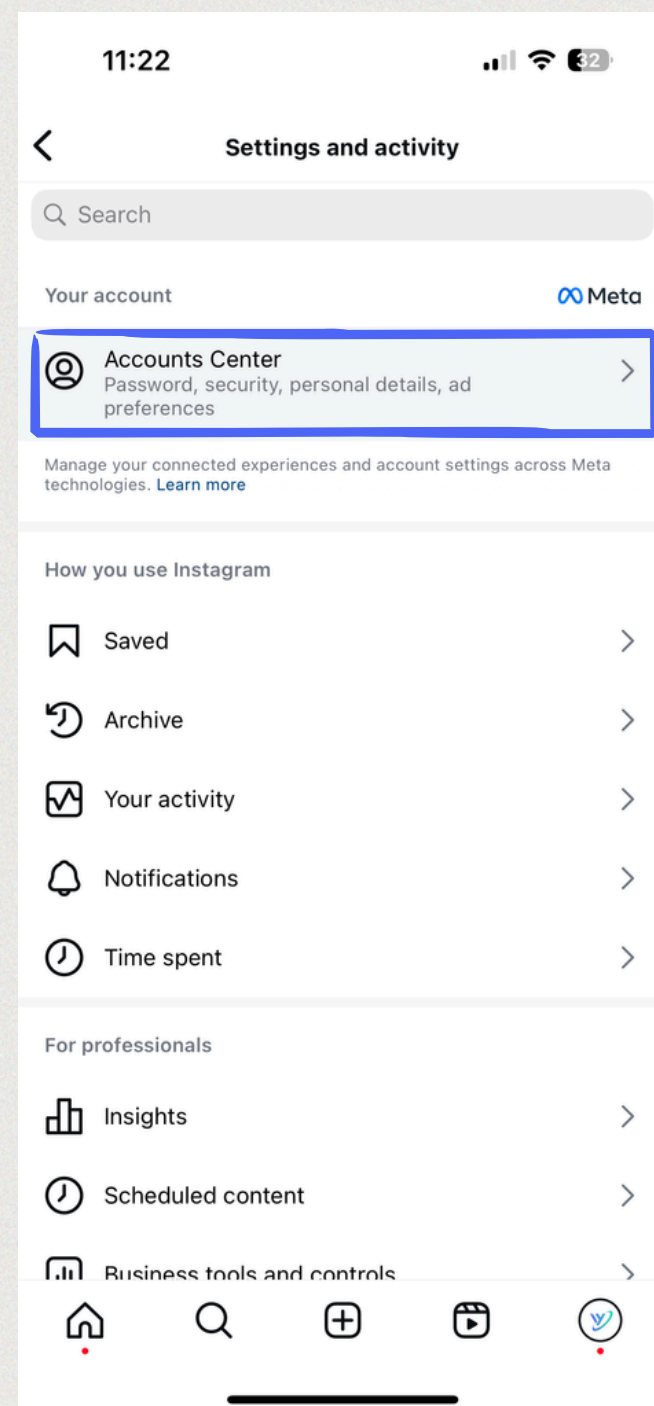 11:22
32
Settings and activity
Search
Your account
Meta
Accounts Center
Password, security, personal details, ad
preferences
Manage your connected experiences and account settings across Meta
technologies. Learn more
How you use Instagram
Saved
Archive
Your activity
Notifications
Time spent
For professionals
Insights
Scheduled content
Business tools and controls